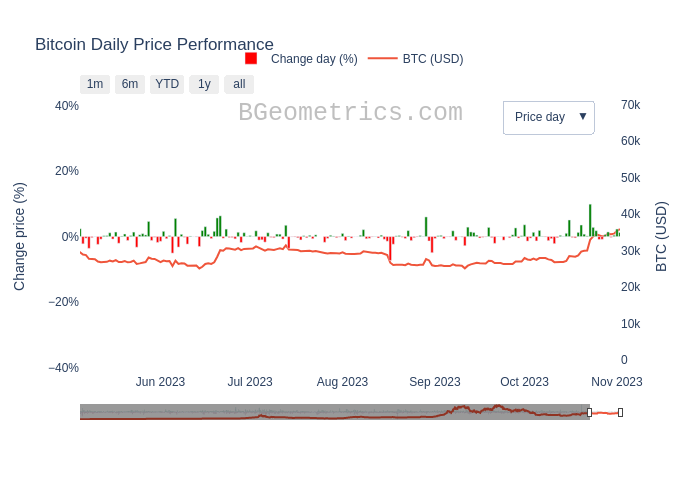 Bitcoin Daily Price Performance
Change day (%) BTC (USD)
1m 6m YTD 1y all
BGeometrics.com
Price day ▼
Change price (%)
40%
20%
0%
−20%
−40%
BTC (USD)
70k
60k
50k
40k
30k
20k
10k
0
Jun 2023 Jul 2023 Aug 2023 Sep 2023 Oct 2023 Nov 2023